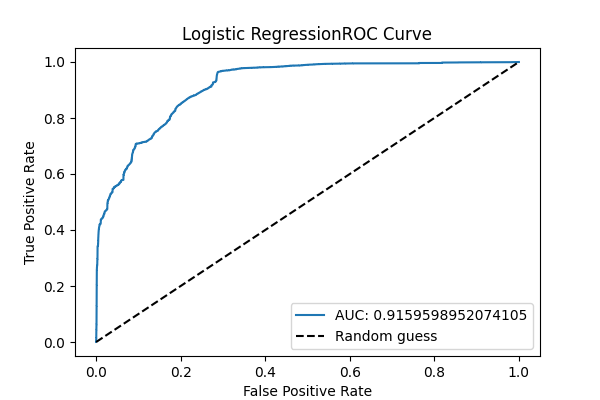 Logistic RegressionROC Curve
1.0
0.8
0.6
0.4
0.2
0.0
True Positive Rate
AUC: 0.9159598952074105
Random guess
0.0 0.2 0.4 0.6 0.8 1.0
False Positive Rate